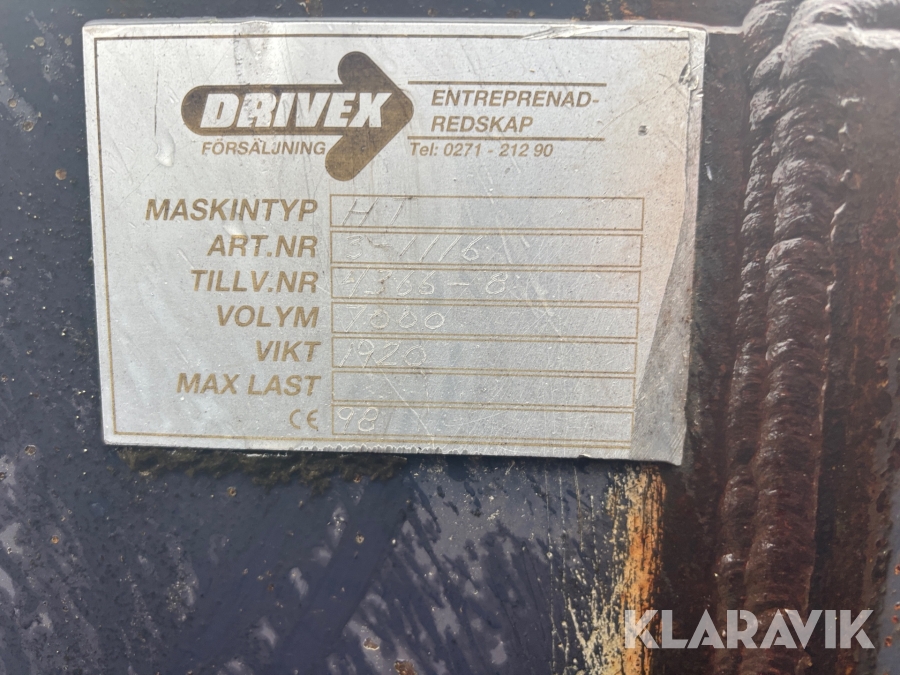 DRIVEX
FÖRSÄLJNING
ENTREPRENAD-
REDSKAP
Tel: 0271 - 212 90
MASKINTYP
ART.NR
TILLV.NR
VOLYM
VIKT 1920
MAX LAST
CE 98
KLARAVIK